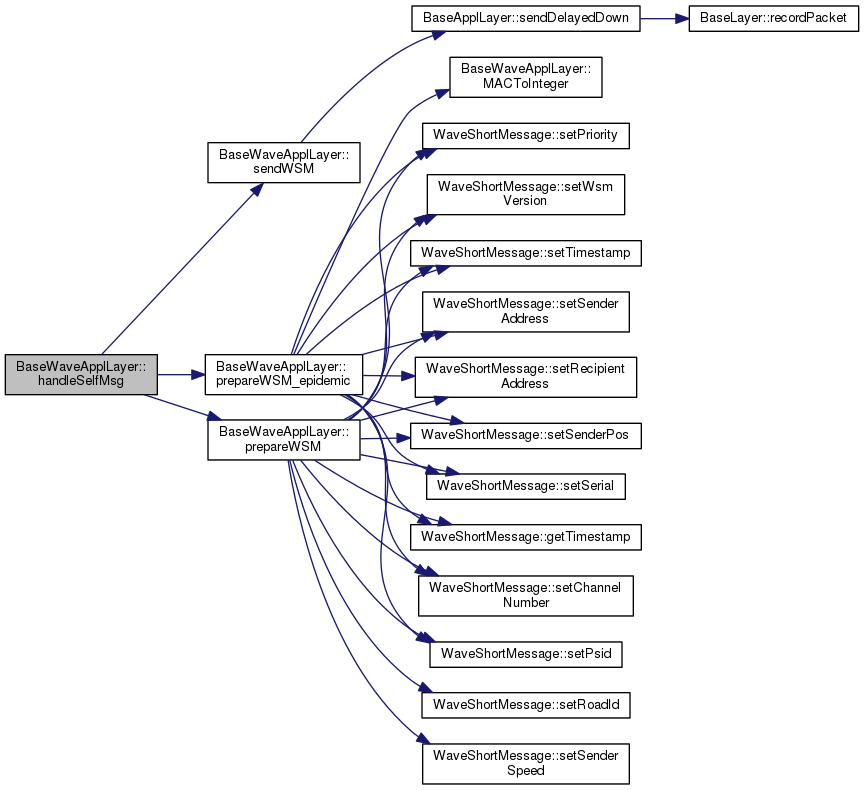 BaseApplLayer::sendDelayedDown
BaseLayer::recordPacket
BaseWaveApplLayer::
MACToInteger
WaveShortMessage::setPriority
BaseWaveApplLayer::
sendWSM
WaveShortMessage::setWsm
Version
WaveShortMessage::setTimestamp
WaveShortMessage::setSender
Address
BaseWaveApplLayer::
handleSelfMsg
BaseWaveApplLayer::
prepareWSM_epidemic
WaveShortMessage::setRecipient
Address
BaseWaveApplLayer::
prepareWSM
WaveShortMessage::setSenderPos
WaveShortMessage::setSerial
WaveShortMessage::getTimestamp
WaveShortMessage::setChannel
Number
WaveShortMessage::setPsid
WaveShortMessage::setRoadId
WaveShortMessage::setSender
Speed